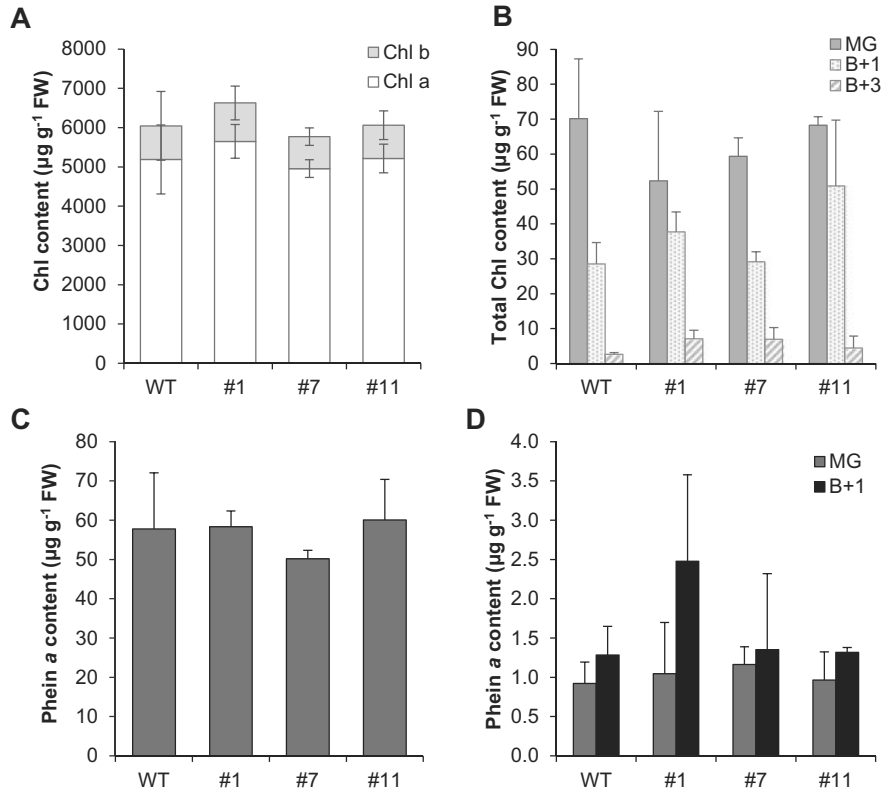 A
Chl content (µg g-1 FW)
8000
7000
6000
5000
4000
3000
2000
1000
0
Chl b
Chl a
WT #1 #7 #11
B
Total Chl content (µg g-1 FW)
90
80
70
60
50
40
30
20
10
0
MG
B+1
B+3
WT #1 #7 #11
C
Phein a content (µg g-1 FW)
80
70
60
50
40
30
20
10
0
WT #1 #7 #11
D
Phein a content (µg g-1 FW)
4.0
3.5
3.0
2.5
2.0
1.5
1.0
0.5
0.0
MG
B+1
WT #1 #7 #11